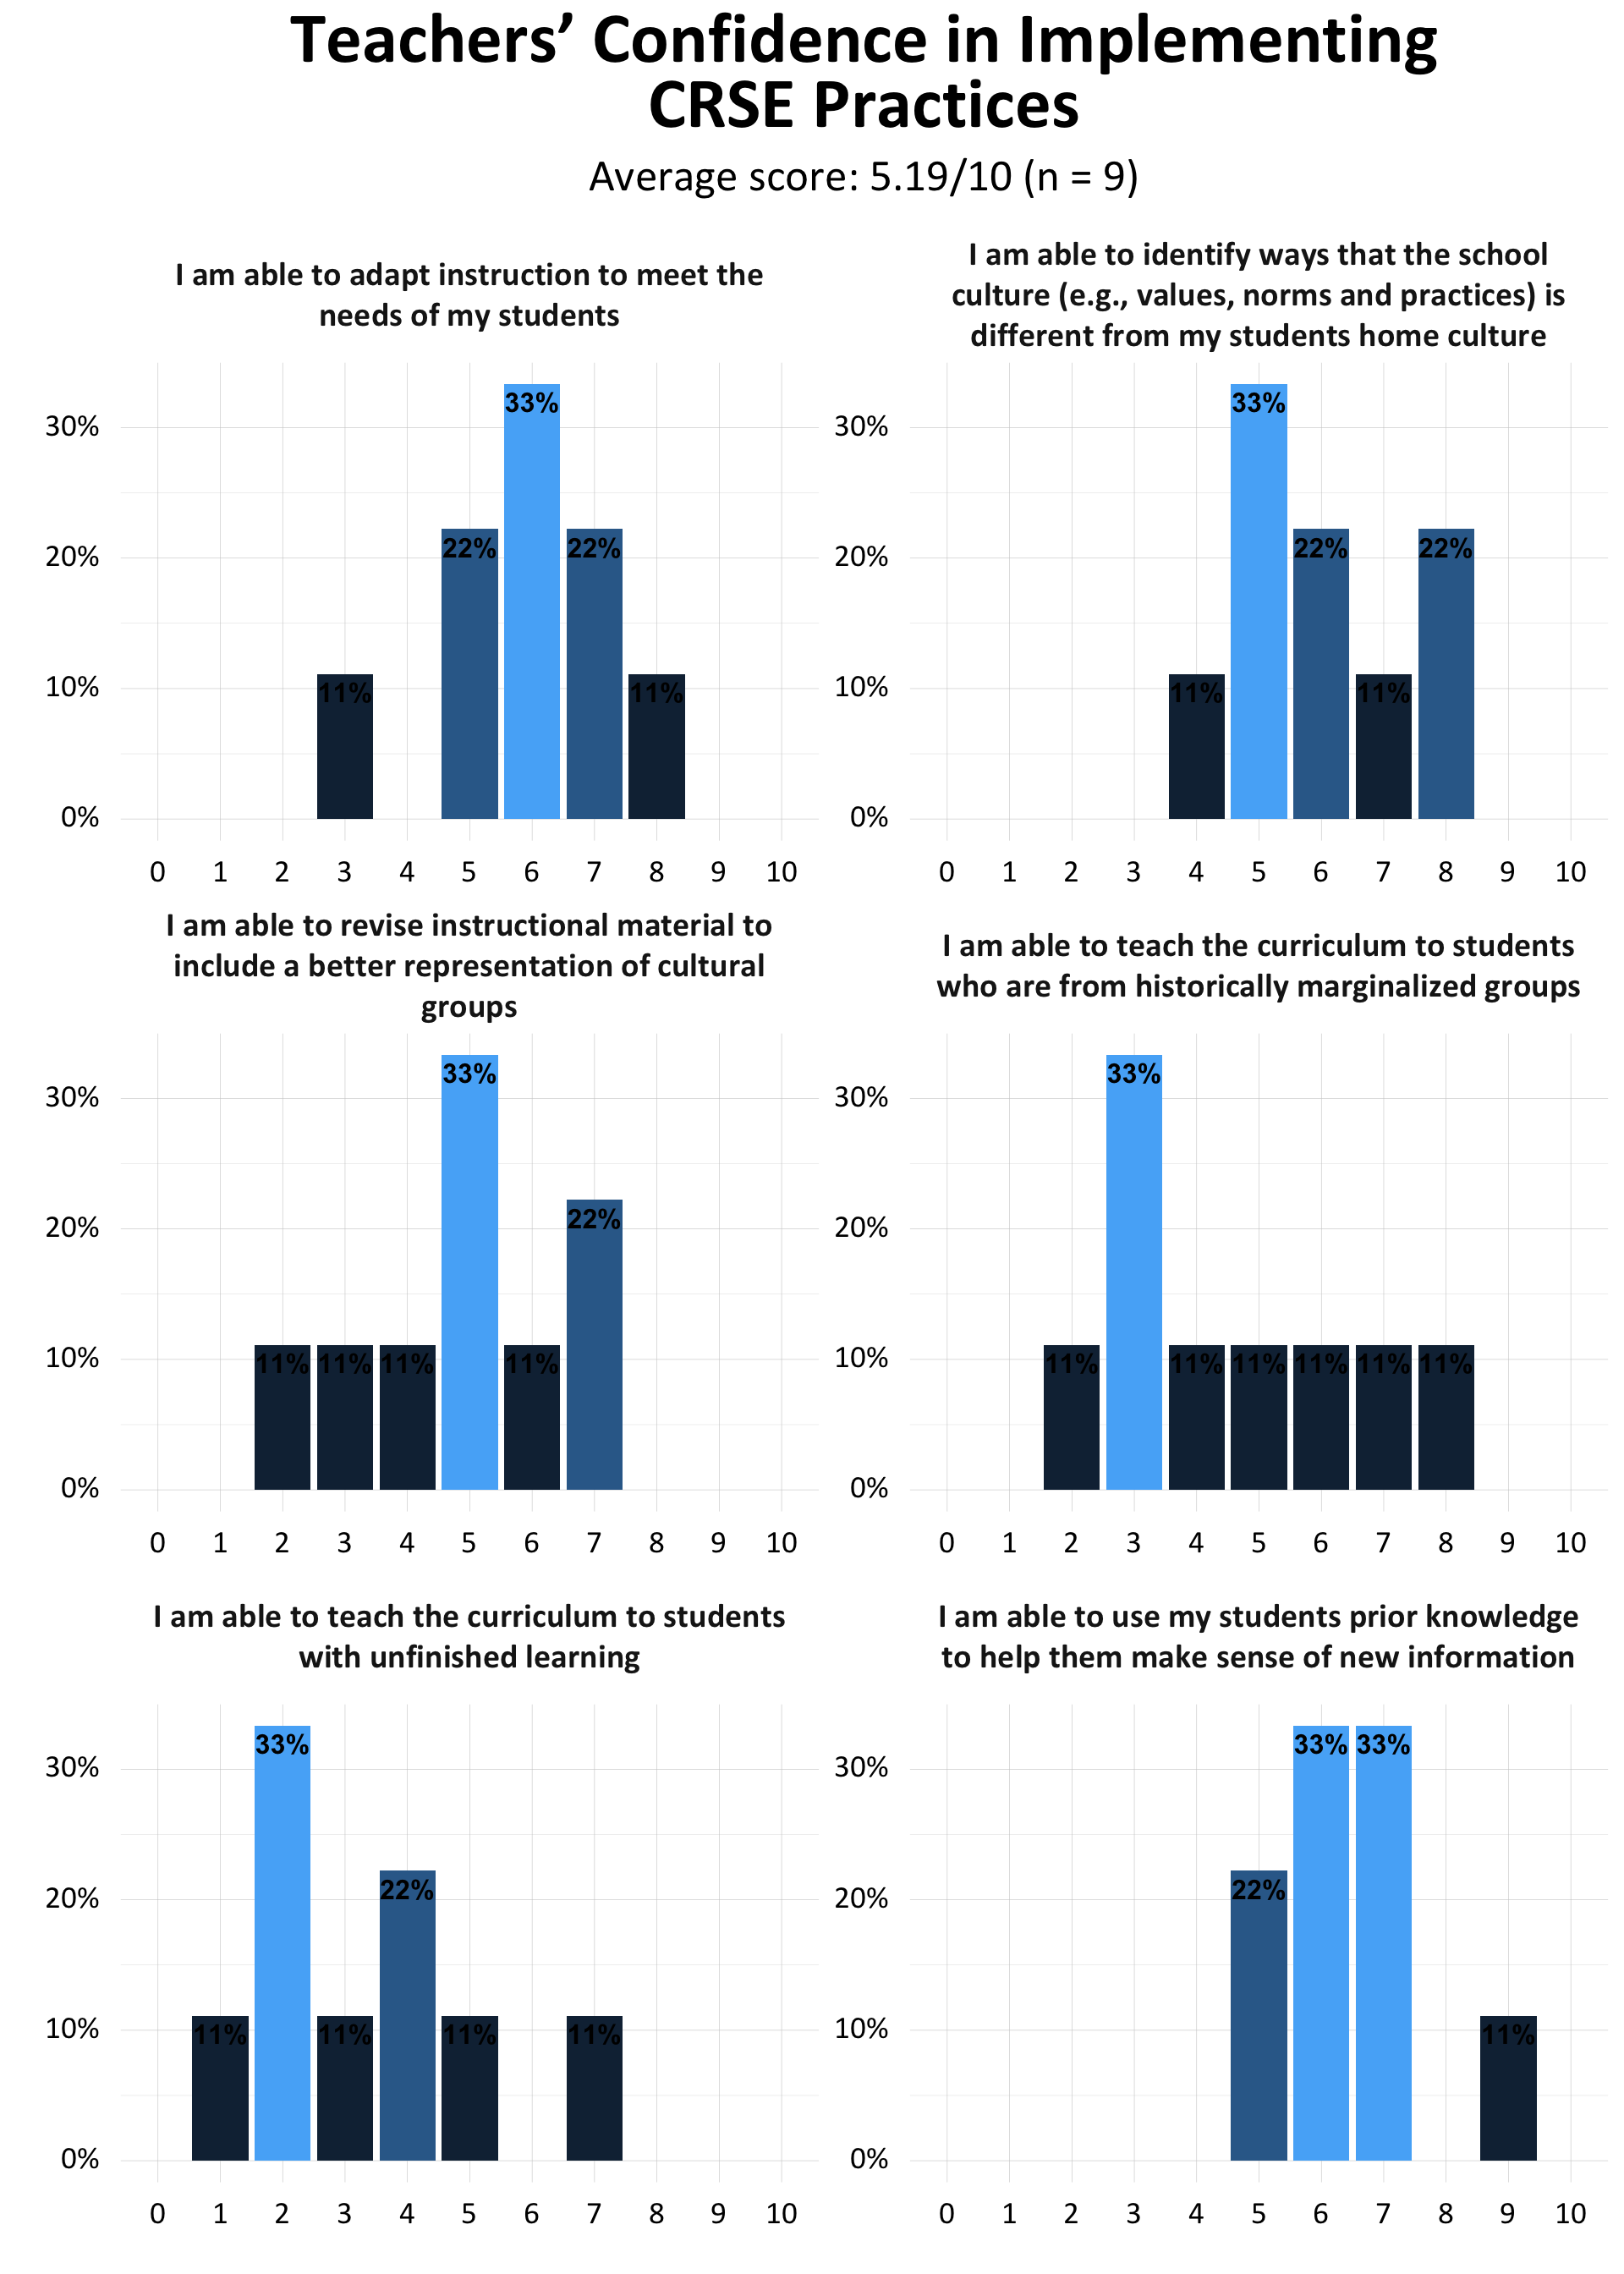 Teachers’ Confidence in Implementing
CRSE Practices
Average score: 5.19/10 (n = 9)
I am able to adapt instruction to meet the
needs of my students
30%
20%
10%
0%
11%
22%
33%
22%
11%
0 1 2 3 4 5 6 7 8 9 10
I am able to identify ways that the school
culture (e.g., values, norms and practices) is
different from my students home culture
30%
20%
10%
0%
11%
33%
22%
11%
22%
0 1 2 3 4 5 6 7 8 9 10
I am able to revise instructional material to
include a better representation of cultural
groups
30%
20%
10%
0%
11%
11%
11%
33%
11%
22%
0 1 2 3 4 5 6 7 8 9 10
I am able to teach the curriculum to students
who are from historically marginalized groups
30%
20%
10%
0%
11%
33%
11%
11%
11%
11%
11%
0 1 2 3 4 5 6 7 8 9 10
I am able to teach the curriculum to students
with unfinished learning
30%
20%
10%
0%
11%
33%
11%
22%
11%
11%
0 1 2 3 4 5 6 7 8 9 10
I am able to use my students prior knowledge
to help them make sense of new information
30%
20%
10%
0%
22%
33%
33%
11%
0 1 2 3 4 5 6 7 8 9 10